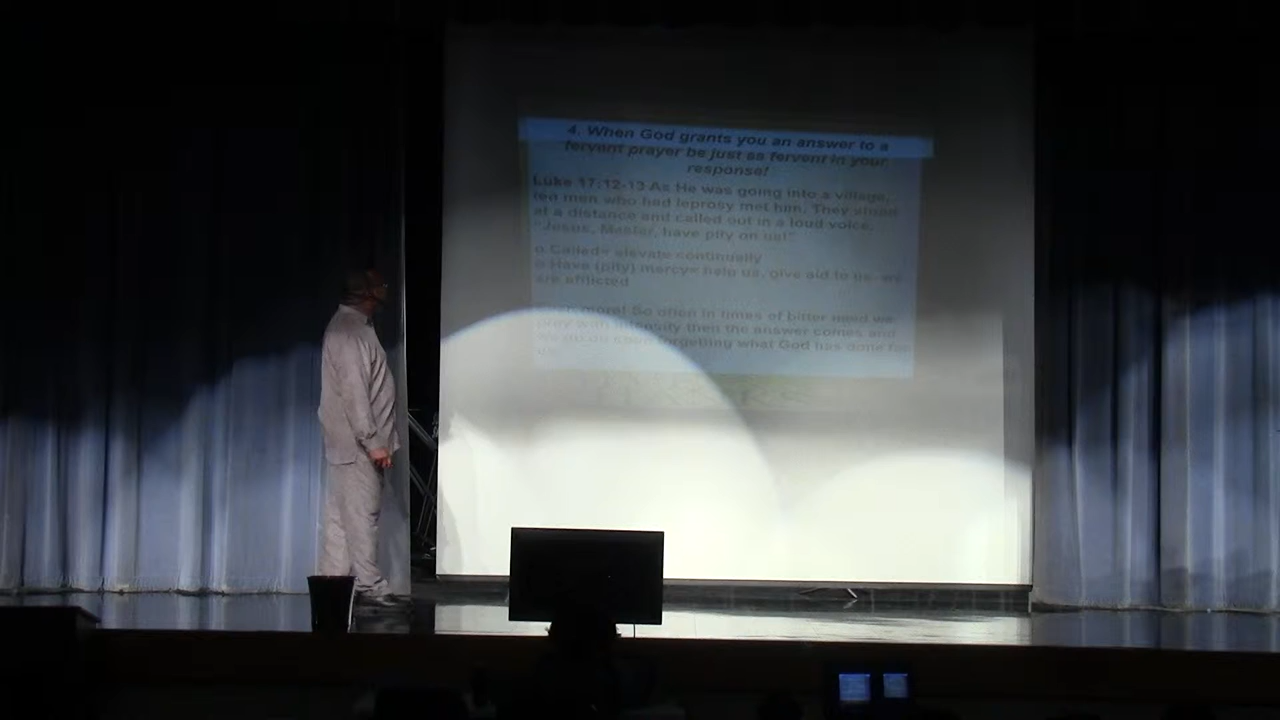 4. When God grants you an answer to a
fervent prayer be just as fervent in your
response!
Luke 17:12-13 As He was going into a village,
ten men who had leprosy met him. They stood
at a distance and called out in a loud voice,
"Jesus, Master, have pity on us!"
o Called= elevate continually
o Have (pity) mercy= help us, give aid to us- we
are afflicted
more! So often in times of bitter need we
pray with intensity then the answer comes and
we forgetting what God has done for
us